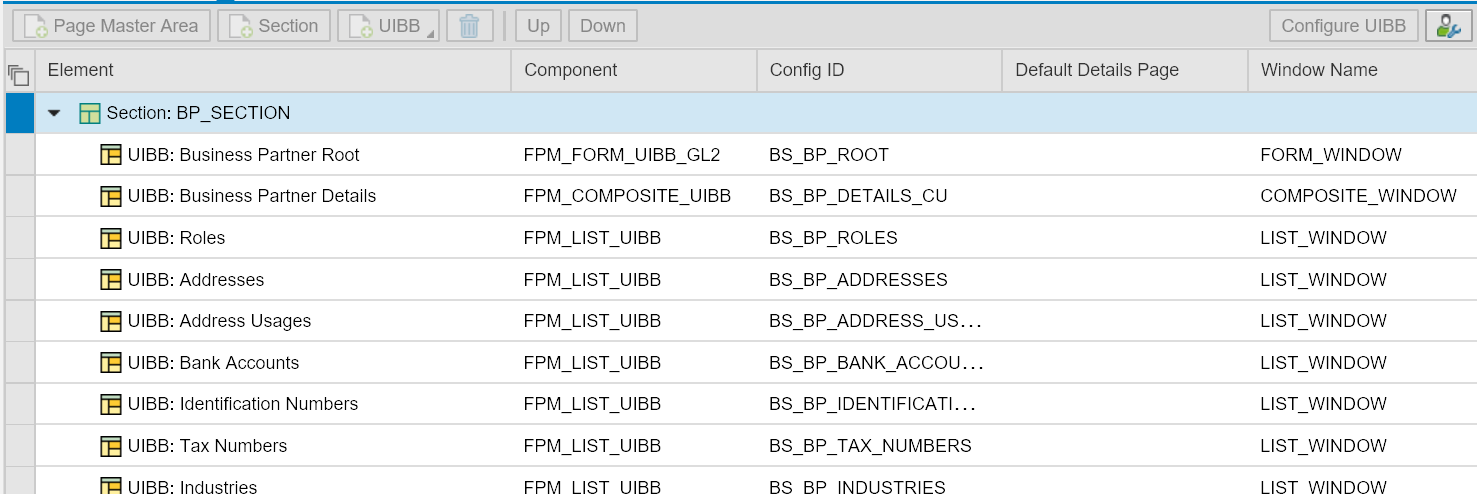 Page Master Area Section UIBB Up Down Configure UIBB
Element Component Config ID Default Details Page Window Name
Section: BP_SECTION
UIBB: Business Partner Root FPM_FORM_UIBB_GL2 BS_BP_ROOT FORM_WINDOW
UIBB: Business Partner Details FPM_COMPOSITE_UIBB BS_BP_DETAILS_CU COMPOSITE_WINDOW
UIBB: Roles FPM_LIST_UIBB BS_BP_ROLES LIST_WINDOW
UIBB: Addresses FPM_LIST_UIBB BS_BP_ADDRESSES LIST_WINDOW
UIBB: Address Usages FPM_LIST_UIBB BS_BP_ADDRESS_US... LIST_WINDOW
UIBB: Bank Accounts FPM_LIST_UIBB BS_BP_BANK_ACCOU... LIST_WINDOW
UIBB: Identification Numbers FPM_LIST_UIBB BS_BP_IDENTIFICATI... LIST_WINDOW
UIBB: Tax Numbers FPM_LIST_UIBB BS_BP_TAX_NUMBERS LIST_WINDOW
UIBB: Industries FPM_LIST_UIBB BS_BP_INDUSTRIES LIST_WINDOW